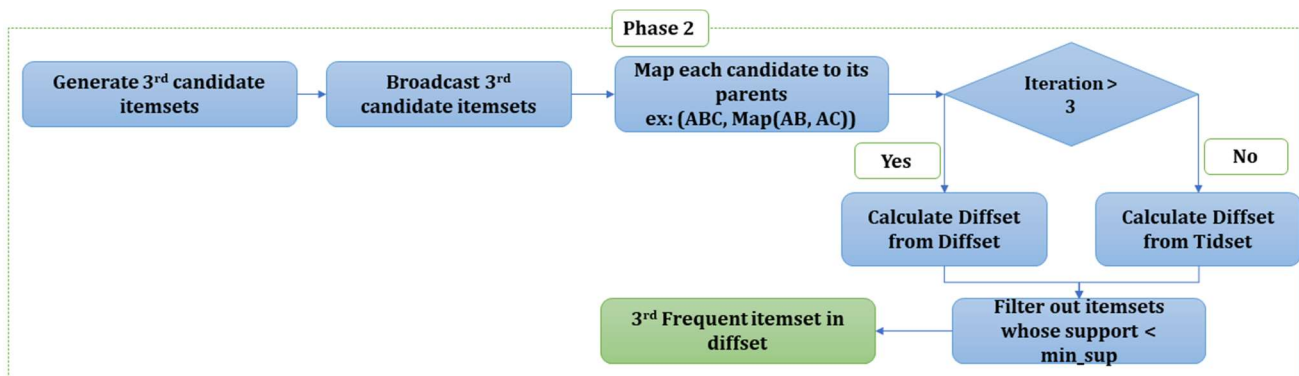 Phase 2
Generate 3rd candidate
itemsets
Broadcast 3rd
candidate itemsets
Map each candidate to its
parents
ex: (ABC, Map(AB, AC))
Iteration >
3
Yes
No
Calculate Diffset
from Diffset
Calculate Diffset
from Tidset
Filter out itemsets
whose support <
min_sup
3rd Frequent itemset in
diffset